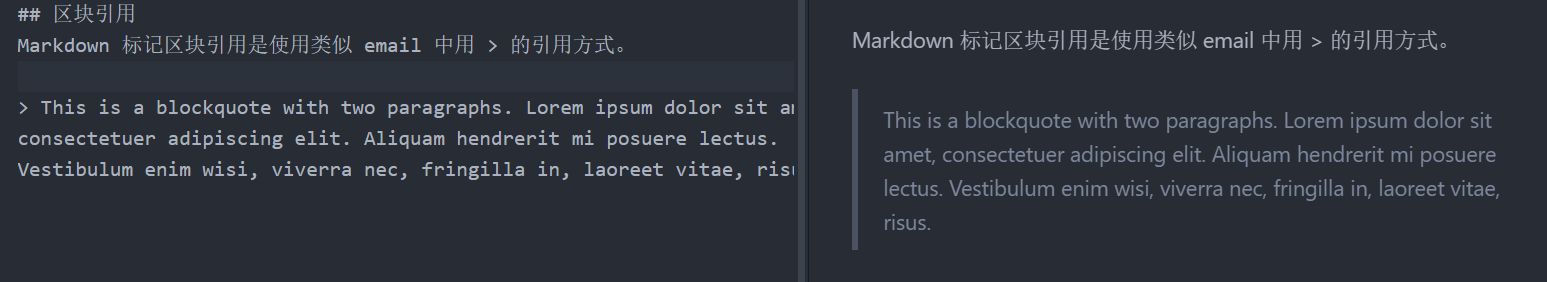 ## 区块引用
Markdown 标记区块引用是使用类似 email 中用 > 的引用方式。
> This is a blockquote with two paragraphs. Lorem ipsum dolor sit
consectetuer adipiscing elit. Aliquam hendrerit mi posuere lectus.
Vestibulum enim wisi, viverra nec, fringilla in, laoreet vitae,
Markdown 标记区块引用是使用类似 email 中用 > 的引用方式。
This is a blockquote with two paragraphs. Lorem ipsum dolor sit
amet, consectetuer adipiscing elit. Aliquam hendrerit mi posuere
lectus. Vestibulum enim wisi, viverra nec, fringilla in, laoreet vitae,
risus.